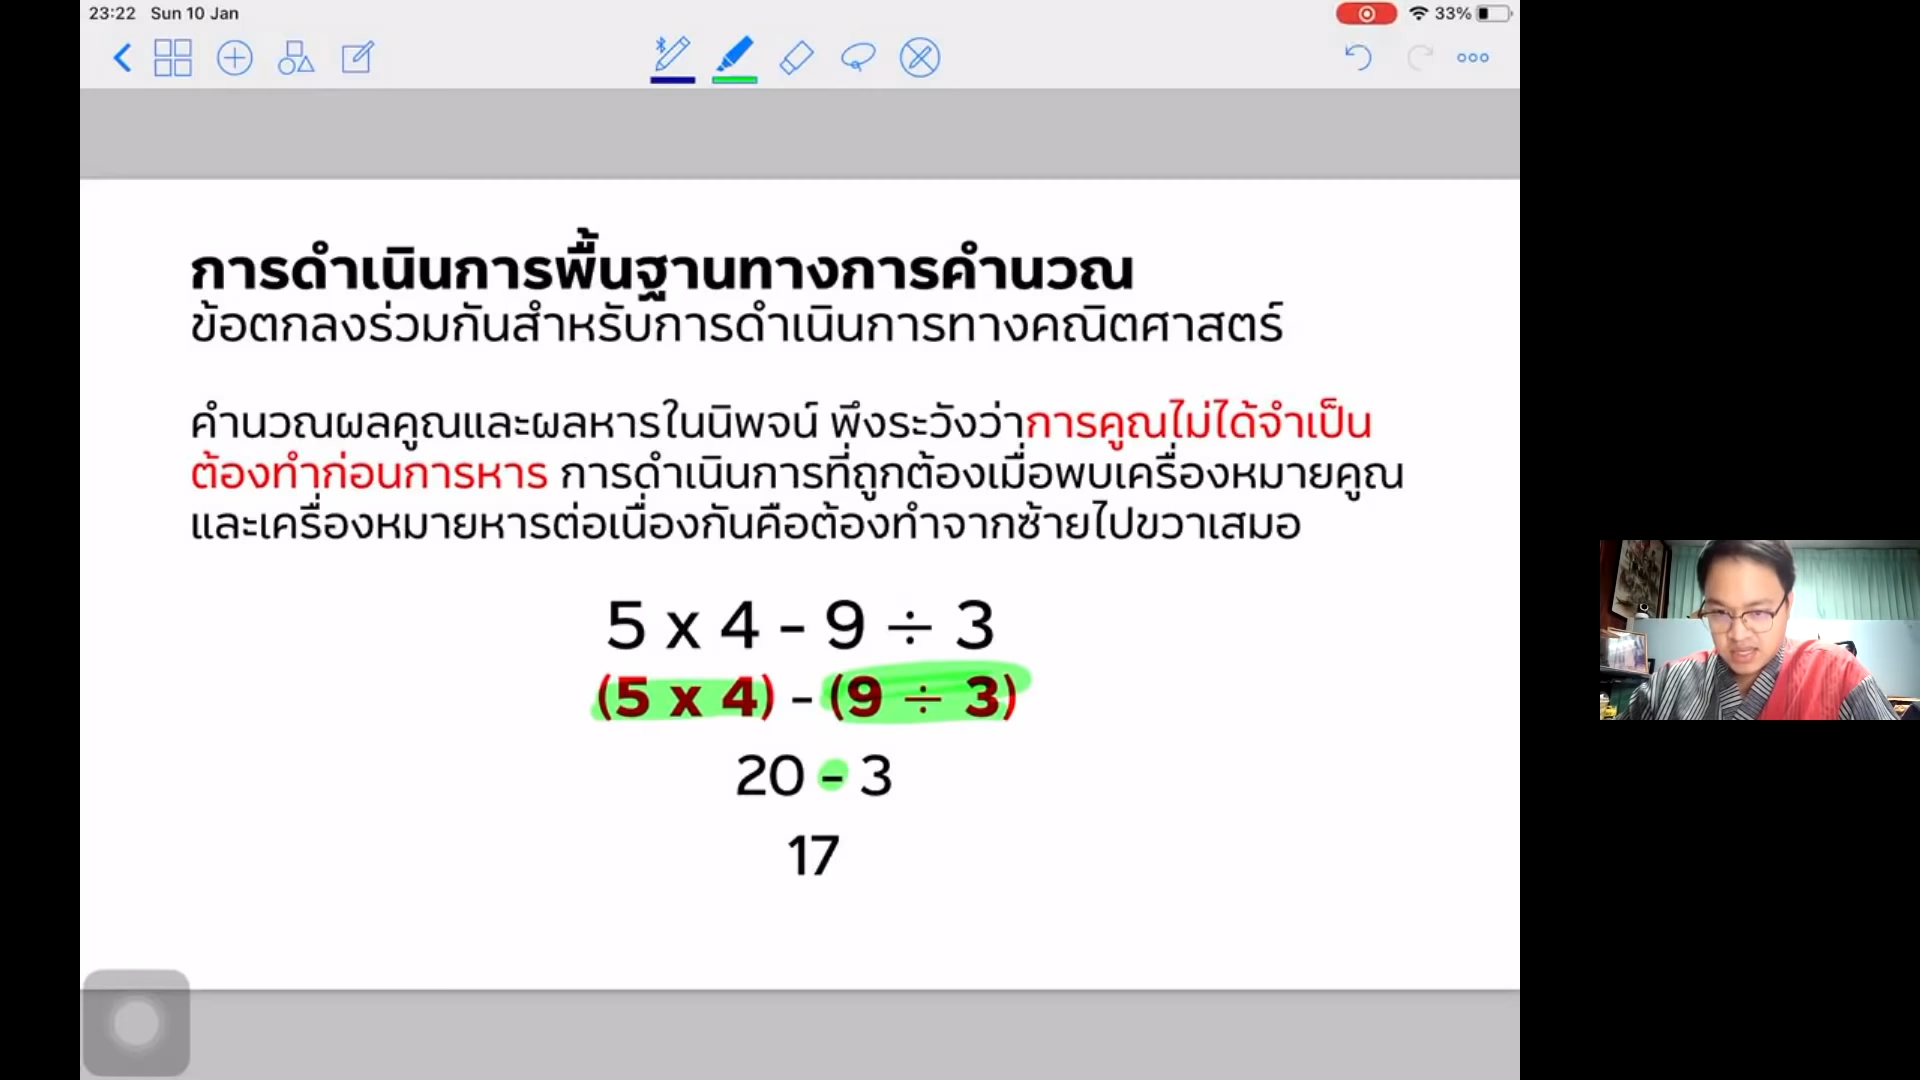 23:22 Sun 10 Jan
33%
การดำเนินการพื้นฐานทางการคำนวณ
ข้อตกลงร่วมกันสำหรับการดำเนินการทางคณิตศาสตร์
คำนวณผลคูณและผลหารในนิพจน์ พึงระวังว่าการคูณไม่ได้จำเป็น
ต้องทำก่อนการหาร การดำเนินการที่ถูกต้องเมื่อพบเครื่องหมายคูณ
และเครื่องหมายหารต่อเนื่องกันคือต้องทำจากซ้ายไปขวาเสมอ
5 x 4 - 9 ÷ 3
(5 x 4) - (9 ÷ 3)
20 - 3
17